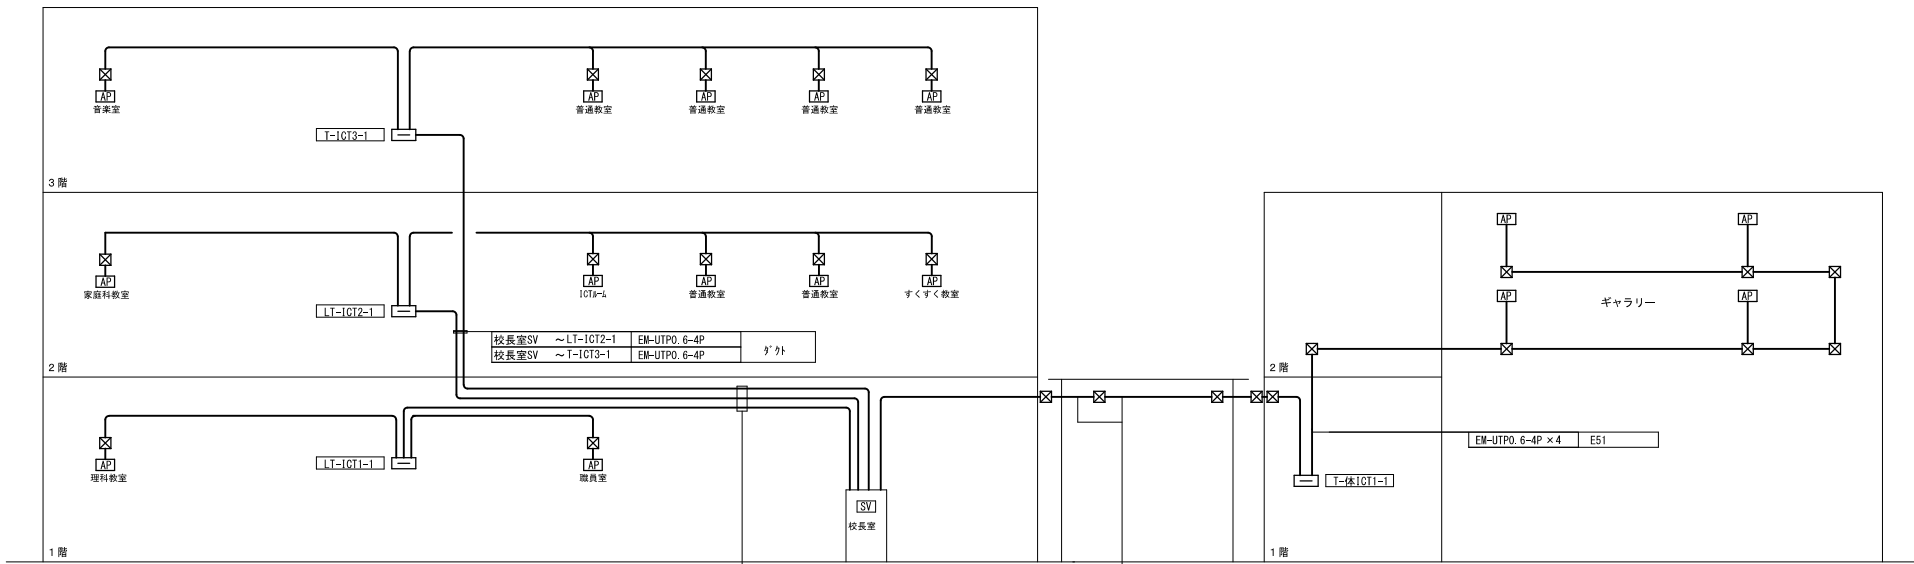 AP AP AP AP AP
音楽室 普通教室 普通教室 普通教室 普通教室
T-ICT3-1
3階
AP AP
AP AP AP AP AP
家庭科教室 ICTルーム 普通教室 普通教室 すくすく教室
AP AP
ギャラリー
LT-ICT2-1
校長室SV ～LT-ICT2-1 EM-UTP0.6-4P
校長室SV ～T-ICT3-1 EM-UTP0.6-4P
ダクト
2階
2階
AP AP
理科教室 職員室
LT-ICT1-1
EM-UTP0.6-4P×4 E51
T-体ICT1-1
SV
校長室
1階
1階